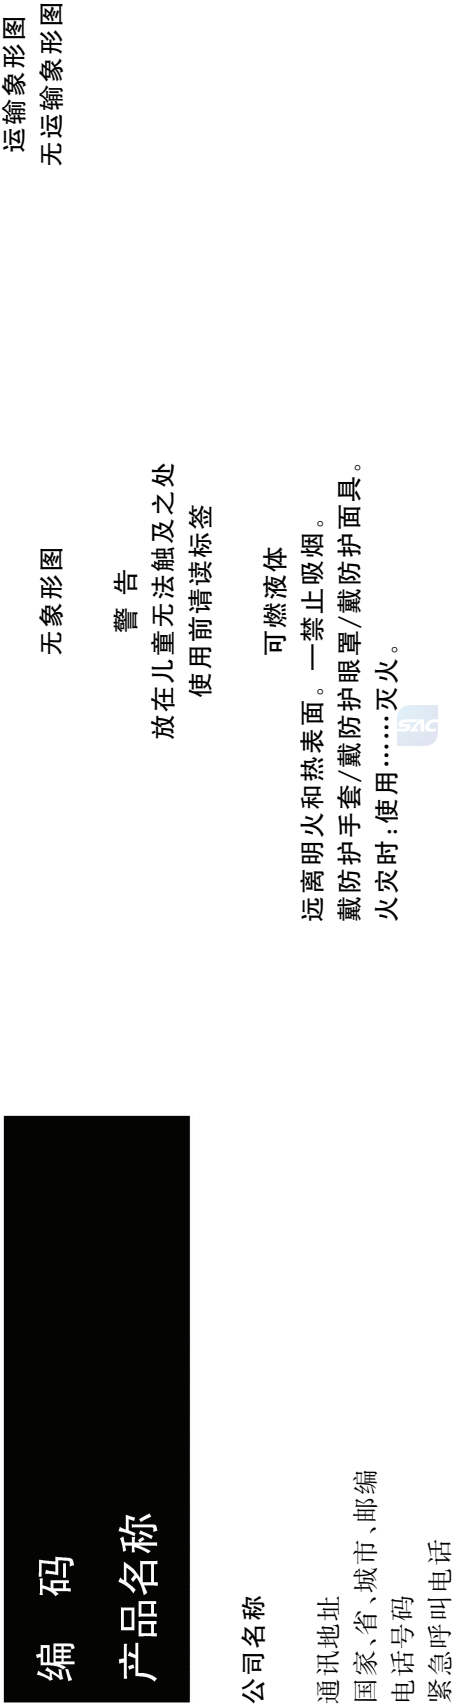 编 码
产品名称
公司名称
通讯地址
国家、省、城市、邮编
电话号码
紧急呼叫电话
无象形图
警告
放在儿童无法触及之处
使用前请读标签
可燃液体
远离明火和热表面。—禁止吸烟。
戴防护手套/戴防护眼罩/戴防护面具。
火灾时:使用……灭火。
运输象形图
无运输象形图
SAC